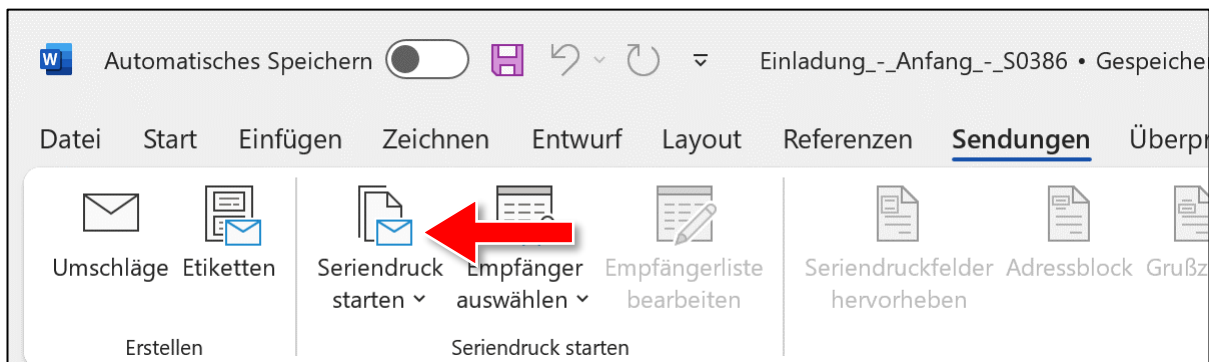 W Automatisches Speichern Einladung_-_Anfang_-_S0386 • Gespeicher
Datei Start Einfügen Zeichnen Entwurf Layout Referenzen Sendungen Überpr
Umschläge Etiketten Seriendruck Empfänger Empfängerliste Seriendruckfelder Adressblock Grußz
starten auswählen bearbeiten hervorheben
Erstellen Seriendruck starten